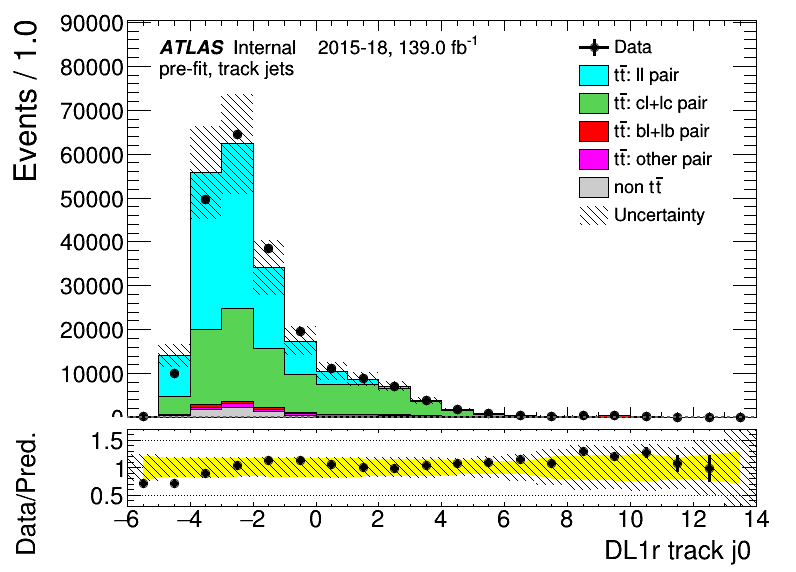 Events / 1.0
90000
80000
70000
60000
50000
40000
30000
20000
10000
0
ATLAS Internal 2015-18, 139.0 fb⁻¹
pre-fit, track jets
Data
tt̄: ll pair
tt̄: cl+lc pair
tt̄: bl+lb pair
tt̄: other pair
non tt̄
Uncertainty
Data/Pred.
1.5
1
0.5
−6 −4 −2 0 2 4 6 8 10 12 14
DL1r track j0